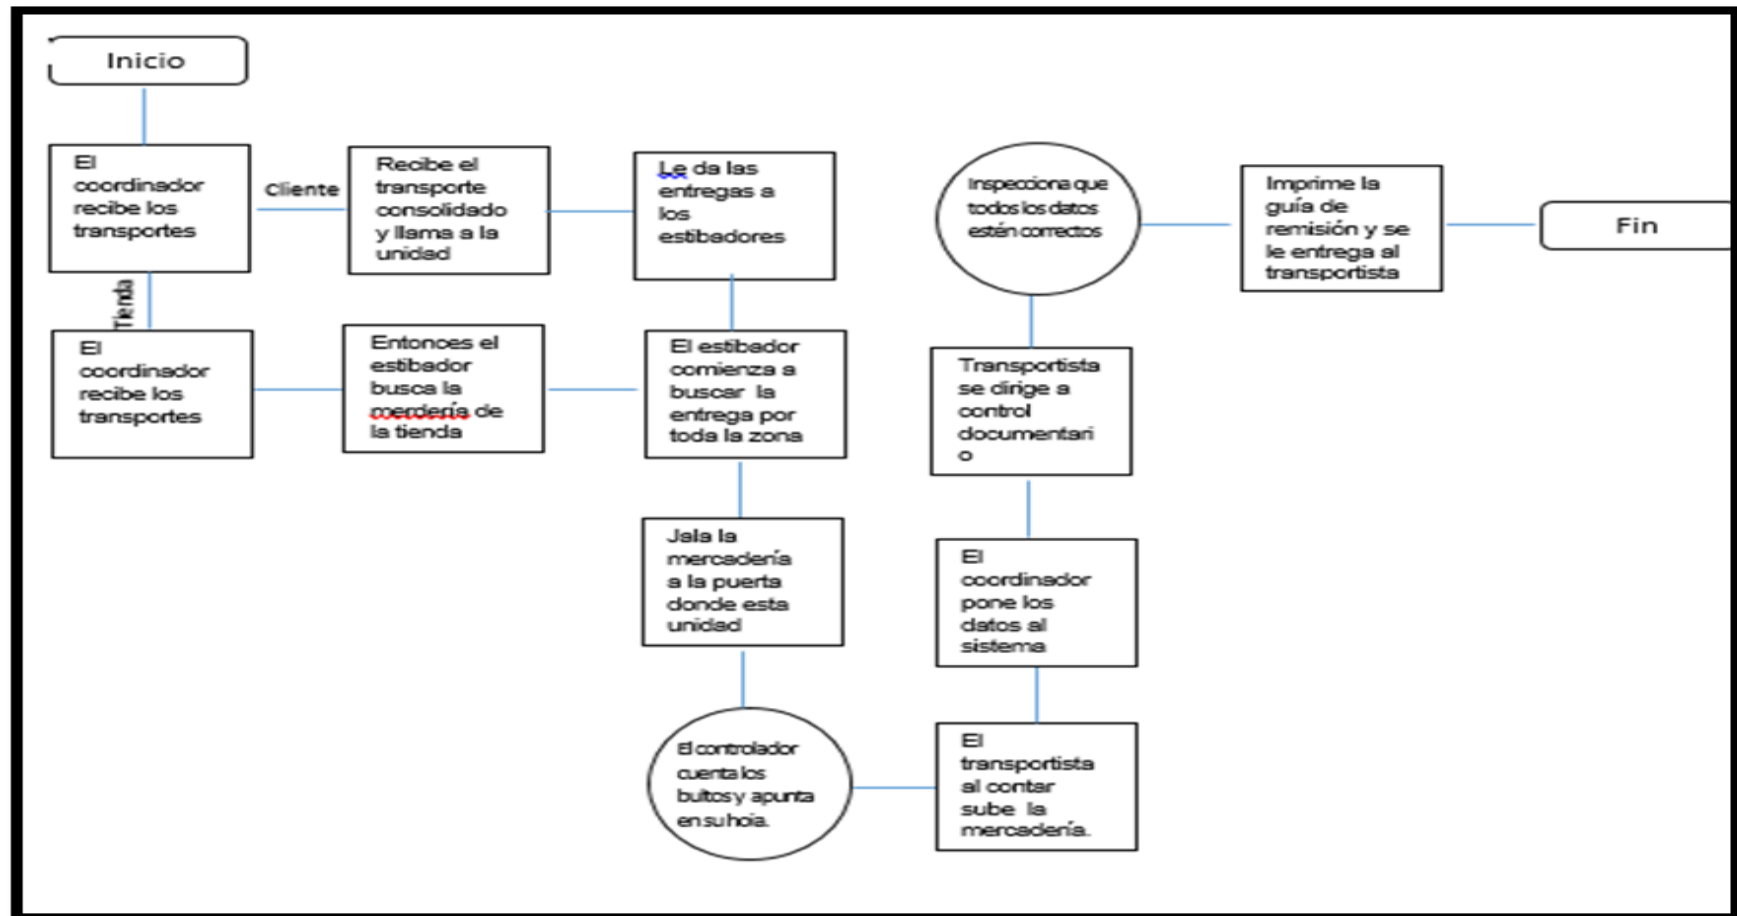 Inicio
El
coordinador
recibe los
transportes
Cliente
Recibe el
transporte
consolidado
y llama a la
unidad
Le da las
entregas a
los
estibadores
Tienda
El
coordinador
recibe los
transportes
Entonces el
estibador
busca la
merdería de
la tienda
El estibador
comienza a
buscar la
entrega por
toda la zona
Jala la
mercadería
a la puerta
donde esta
unidad
El controlador
cuenta los
bultos y apunta
en su hoja.
El
transportista
al contar
sube la
mercadería.
El
coordinador
pone los
datos al
sistema
Transportista
se dirige a
control
documentari
o
Inspecciona que
todos los datos
estén correctos
Imprime la
guía de
remisión y se
le entrega al
transportista
Fin